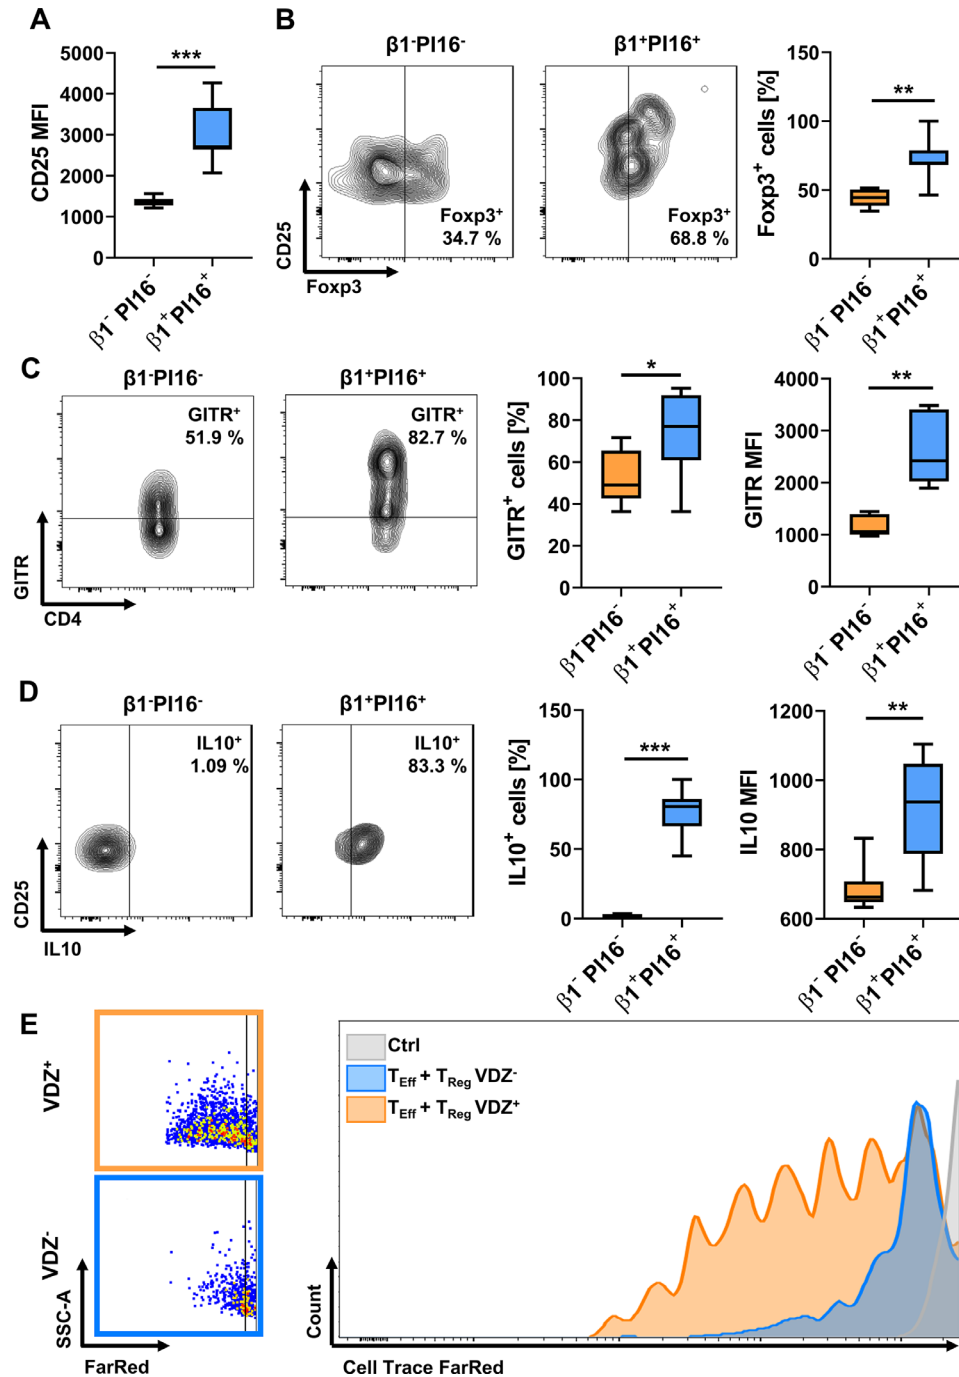 A
5000
4000
3000
2000
1000
0
CD25 MFI
***
β1⁻PI16⁻
β1⁺PI16⁺
B
β1⁻PI16⁻
β1⁺PI16⁺
Foxp3⁺
34.7 %
Foxp3⁺
68.8 %
CD25
Foxp3
Foxp3⁺ cells [%]
150
100
50
0
**
β1⁻PI16⁻
β1⁺PI16⁺
C
β1⁻PI16⁻
β1⁺PI16⁺
GITR⁺
51.9 %
GITR⁺
82.7 %
GITR
CD4
GITR⁺ cells [%]
100
80
60
40
20
0
*
β1⁻PI16⁻
β1⁺PI16⁺
GITR MFI
4000
3000
2000
1000
0
**
β1⁻PI16⁻
β1⁺PI16⁺
D
β1⁻PI16⁻
β1⁺PI16⁺
IL10⁺
1.09 %
IL10⁺
83.3 %
CD25
IL10
IL10⁺ cells [%]
150
100
50
0
***
β1⁻PI16⁻
β1⁺PI16⁺
IL10 MFI
1200
1000
800
600
**
β1⁻PI16⁻
β1⁺PI16⁺
E
VDZ⁺
VDZ⁻
SSC-A
FarRed
Ctrl
T_Eff + T_Reg VDZ⁻
T_Eff + T_Reg VDZ⁺
Count
Cell Trace FarRed